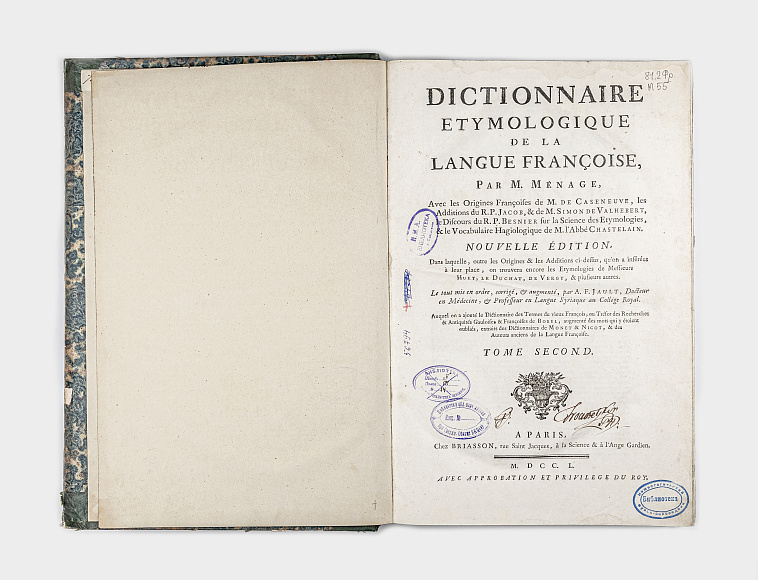 81.2Фр
М 55
DICTIONNAIRE
ETYMOLOGIQUE
DE LA
LANGUE FRANÇOISE,
PAR M. MÉNAGE,
Avec les Origines Françoises de M. DE CASENEUVE, les
Additions du R. P. JACOB, & de M. SIMON DE VALHEBERT,
le Discours du R. P. BESNIER sur la Science des Etymologies,
& le Vocabulaire Hagiologique de M. l'Abbé CHASTELAIN.
NOUVELLE ÉDITION.
Dans laquelle, outre les Origines & les Additions ci-dessus, qu'on a insérées
à leur place, on trouvera encore les Etymologies de Messieurs
HUET, LE DUCHAT, DE VERGY, & plusieurs autres.
Le tout mis en ordre, corrigé, & augmenté, par A. F. JAULT, Docteur
en Médecine, & Professeur en Langue Syriaque au College Royal.
Auquel on a ajouté le Dictionnaire des Termes du vieux François, ou Trésor des Recherches
& Antiquités Gauloises & Françoises de BOREL, augmenté des mots qui y étoient
oubliés, extraits des Dictionnaires de MONET & NICOT, & des
Auteurs anciens de la Langue Françoise.
TOME SECOND.
56794
A PARIS,
Chez BRIASSON, rue Saint Jacques, à la Science & à l'Ange Gardien.
M. D C C. L.
AVEC APPROBATION ET PRIVILEGE DU ROY.
Библиотека